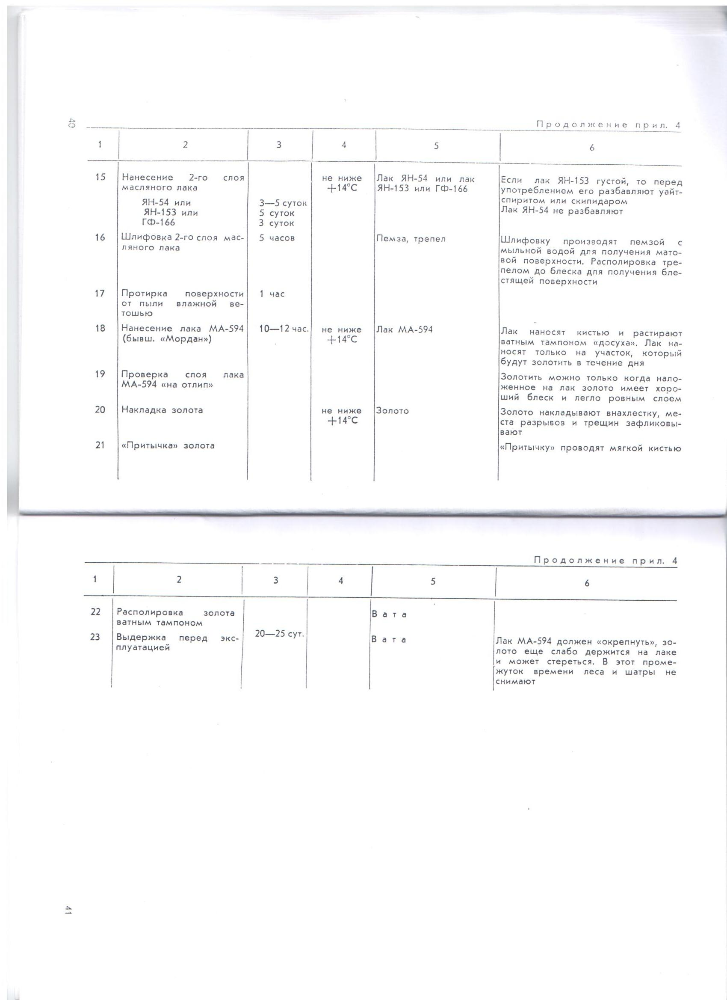 40
Продолжение прил. 4
1 2 3 4 5 6
15 Нанесение 2-го слоя масляного лака
ЯН-54 или
ЯН-153 или
ГФ-166
3—5 суток
5 суток
3 суток
не ниже
+14°C
Лак ЯН-54 или лак
ЯН-153 или ГФ-166
Если лак ЯН-153 густой, то перед
употреблением его разбавляют уайт-
спиритом или скипидаром
Лак ЯН-54 не разбавляют
16 Шлифовка 2-го слоя мас-
ляного лака
5 часов
Пемза, трепел
Шлифовку производят пемзой с
мыльной водой для получения мато-
вой поверхности. Располировка тре-
пелом до блеска для получения бле-
стящей поверхности
17 Протирка поверхности
от пыли влажной ве-
тошью
1 час
18 Нанесение лака МА-594
(бывш. «Мордан»)
10—12 час.
не ниже
+14°C
Лак МА-594
Лак наносят кистью и растирают
ватным тампоном «досуха». Лак на-
носят только на участок, который
будут золотить в течение дня
19 Проверка слоя лака
МА-594 «на отлип»
Золотить можно только когда нало-
женное на лак золото имеет хоро-
ший блеск и легло ровным слоем
20 Накладка золота
не ниже
+14°C
Золото
Золото накладывают внахлестку, ме-
ста разрывов и трещин зафликовы-
вают
21 «Притычка» золота
«Притычку» проводят мягкой кистью
Продолжение прил. 4
1 2 3 4 5 6
22 Располировка золота
ватным тампоном
Вата
23 Выдержка перед экс-
плуатацией
20—25 сут.
Вата
Лак МА-594 должен «окрепнуть», зо-
лото еще слабо держится на лаке
и может стереться. В этот проме-
жуток времени леса и шатры не
снимают
41